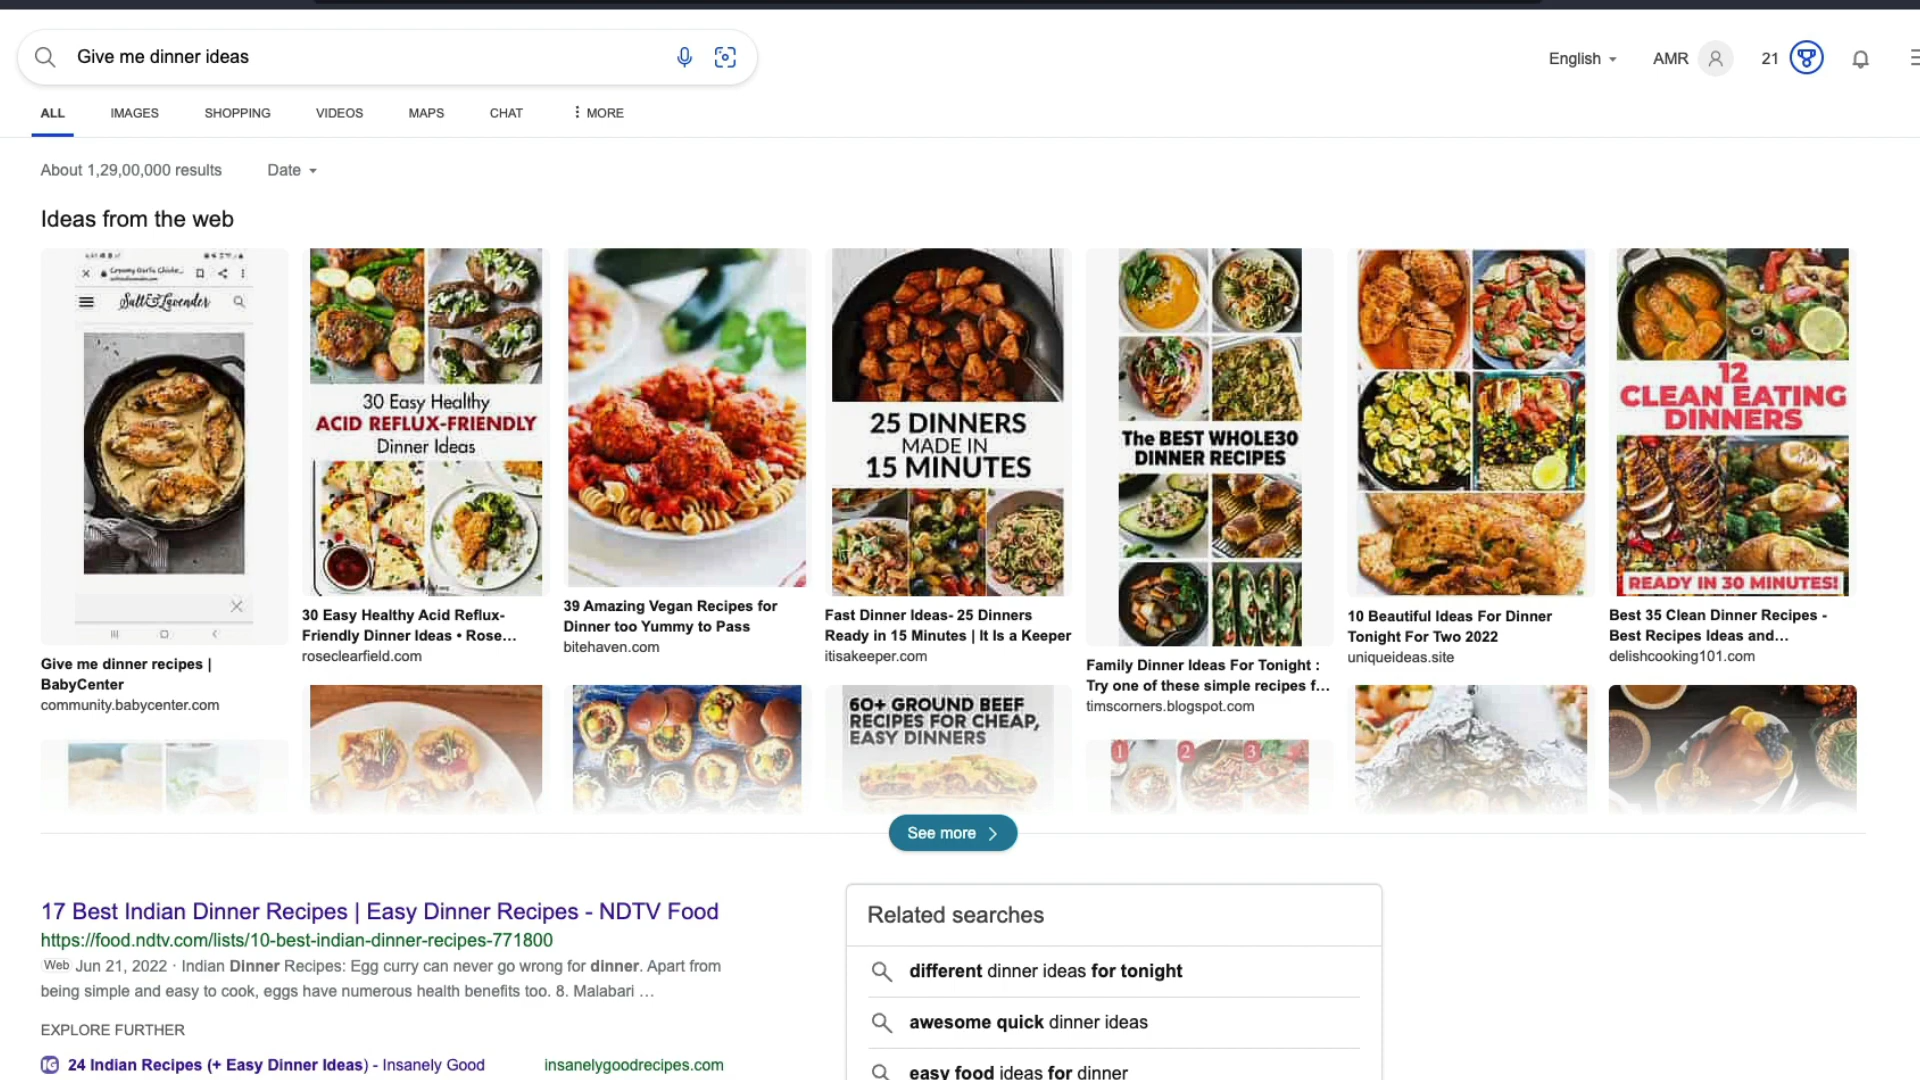 Give me dinner ideas
English
AMR
21
ALL
IMAGES
SHOPPING
VIDEOS
MAPS
CHAT
MORE
About 1,29,00,000 results
Date
Ideas from the web
Creamy Garlic Chicke...
Salt & Lavender
Give me dinner recipes |
BabyCenter
community.babycenter.com
30 Easy Healthy
ACID REFLUX-FRIENDLY
Dinner Ideas
30 Easy Healthy Acid Reflux-
Friendly Dinner Ideas • Rose...
roseclearfield.com
39 Amazing Vegan Recipes for
Dinner too Yummy to Pass
bitehaven.com
25 DINNERS
MADE IN
15 MINUTES
Fast Dinner Ideas- 25 Dinners
Ready in 15 Minutes | It Is a Keeper
itisakeeper.com
The BEST WHOLE30
DINNER RECIPES
Family Dinner Ideas For Tonight :
Try one of these simple recipes f...
timscorners.blogspot.com
10 Beautiful Ideas For Dinner
Tonight For Two 2022
uniqueideas.site
12
CLEAN EATING
DINNERS
READY IN 30 MINUTES!
Best 35 Clean Dinner Recipes -
Best Recipes Ideas and...
delishcooking101.com
60+ GROUND BEEF
RECIPES FOR CHEAP,
EASY DINNERS
1
2
3
See more
17 Best Indian Dinner Recipes | Easy Dinner Recipes - NDTV Food
https://food.ndtv.com/lists/10-best-indian-dinner-recipes-771800
Web Jun 21, 2022 · Indian Dinner Recipes: Egg curry can never go wrong for dinner. Apart from
being simple and easy to cook, eggs have numerous health benefits too. 8. Malabari …
EXPLORE FURTHER
IG 24 Indian Recipes (+ Easy Dinner Ideas) - Insanely Good
insanelygoodrecipes.com
Related searches
different dinner ideas for tonight
awesome quick dinner ideas
easy food ideas for dinner